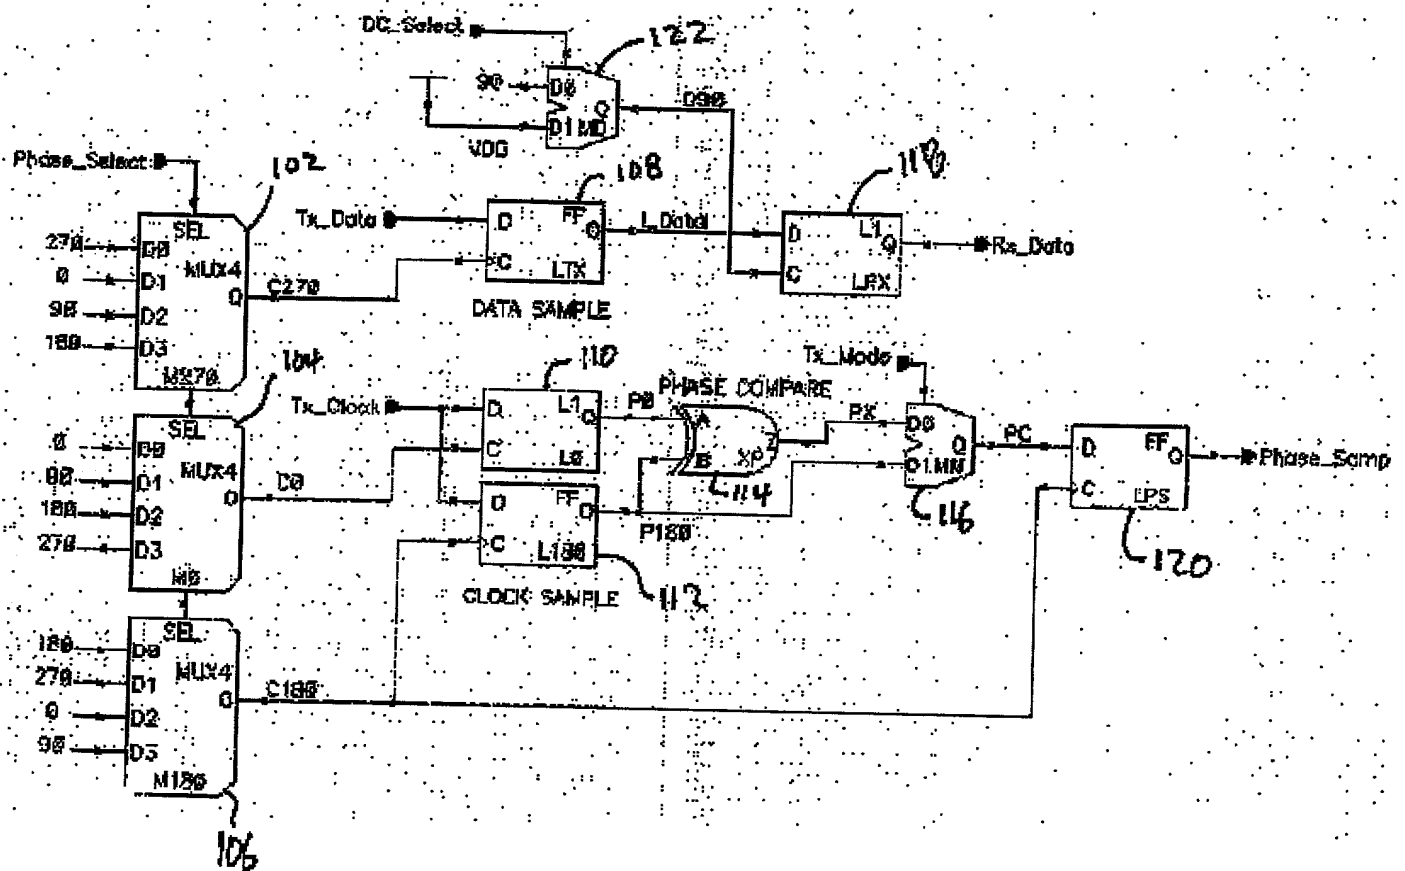 DC_Select
122
90
D0
Q
D90
D1 MD
VDD
Phase_Select
102
108
118
SEL
Tx_Data
D
FF
Q
L_Data
D
L1
Q
Rx_Data
270
D0
MUX4
0
D1
C
LTX
C
LRX
Q
C270
90
D2
DATA SAMPLE
180
D3
M270
104
110
Tx_Mode
PHASE COMPARE
SEL
Tx_Clock
D
L1
Q
P0
A
PX
D0
0
D0
MUX4
C
L0
B
XP
Z
Q
PC
D
FF
Q
Phase_Samp
D1
Q
D1 MN
114
116
180
D2
D
FF
Q
P180
C
LPS
120
270
D3
C
L180
M0
CLOCK SAMPLE
112
SEL
180
D0
MUX4
270
D1
Q
C180
0
D2
90
D3
M180
106